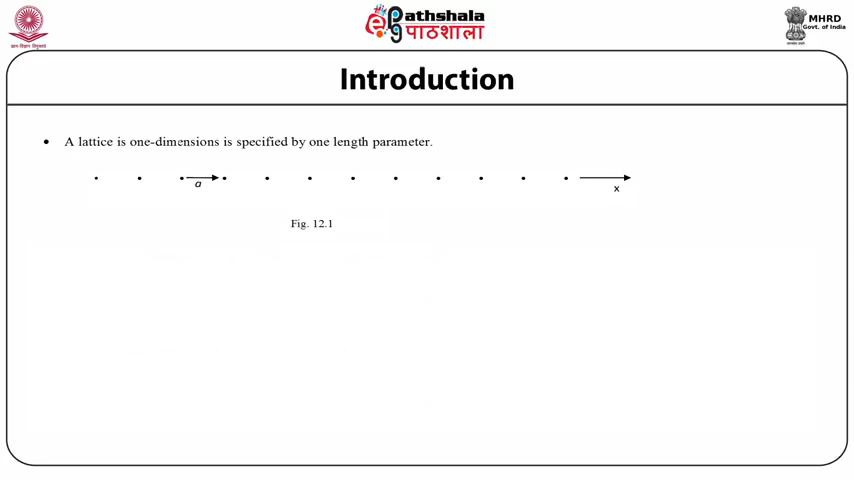 Pathshala
पाठशाला
MHRD
Govt. of India
Introduction
• A lattice is one-dimensions is specified by one length parameter.
a
x
Fig. 12.1